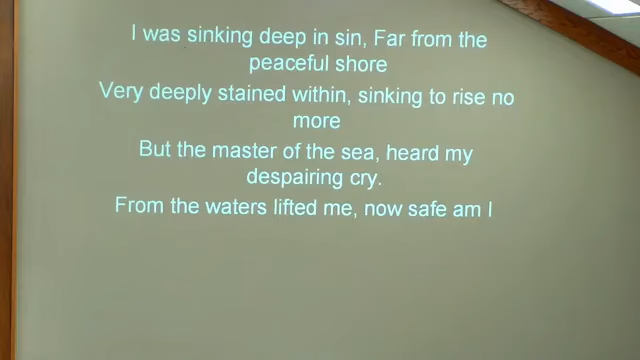 I was sinking deep in sin, Far from the
peaceful shore
Very deeply stained within, sinking to rise no
more
But the master of the sea, heard my
despairing cry.
From the waters lifted me, now safe am I